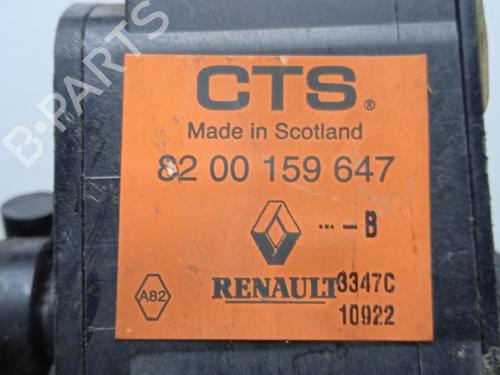 CTS®
Made in Scotland
82 00 159 647
--- — B
A82
RENAULT 3347C
10922
B-PARTS